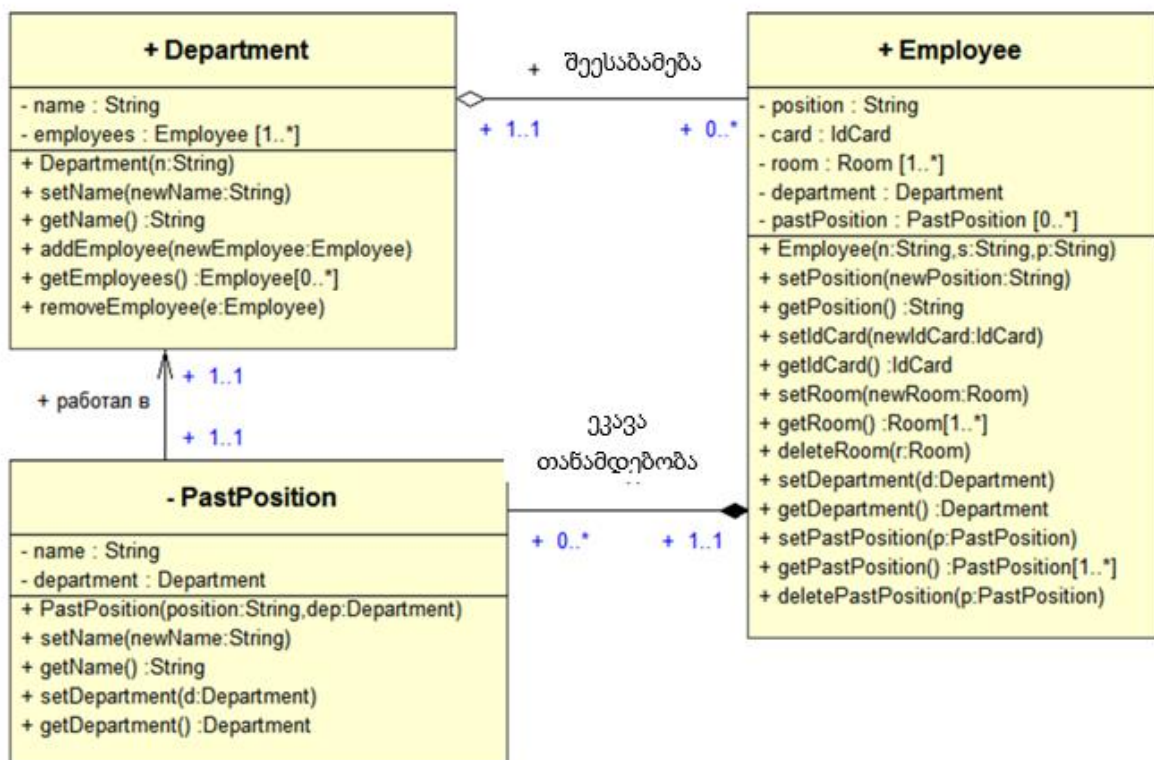 + Department
- name : String
- employees : Employee [1..*]
+ Department(n:String)
+ setName(newName:String)
+ getName() :String
+ addEmployee(newEmployee:Employee)
+ getEmployees() :Employee[0..*]
+ removeEmployee(e:Employee)
+ შეესაბამება
+ 1..1
+ 0..*
+ Employee
- position : String
- card : IdCard
- room : Room [1..*]
- department : Department
- pastPosition : PastPosition [0..*]
+ Employee(n:String,s:String,p:String)
+ setPosition(newPosition:String)
+ getPosition() :String
+ setIdCard(newIdCard:IdCard)
+ getIdCard() :IdCard
+ setRoom(newRoom:Room)
+ getRoom() :Room[1..*]
+ deleteRoom(r:Room)
+ setDepartment(d:Department)
+ getDepartment() :Department
+ setPastPosition(p:PastPosition)
+ getPastPosition() :PastPosition[1..*]
+ deletePastPosition(p:PastPosition)
+ 1..1
+ работал в
+ 1..1
ეკავა
თანამდებობა
+ 0..*
+ 1..1
- PastPosition
- name : String
- department : Department
+ PastPosition(position:String,dep:Department)
+ setName(newName:String)
+ getName() :String
+ setDepartment(d:Department)
+ getDepartment() :Department